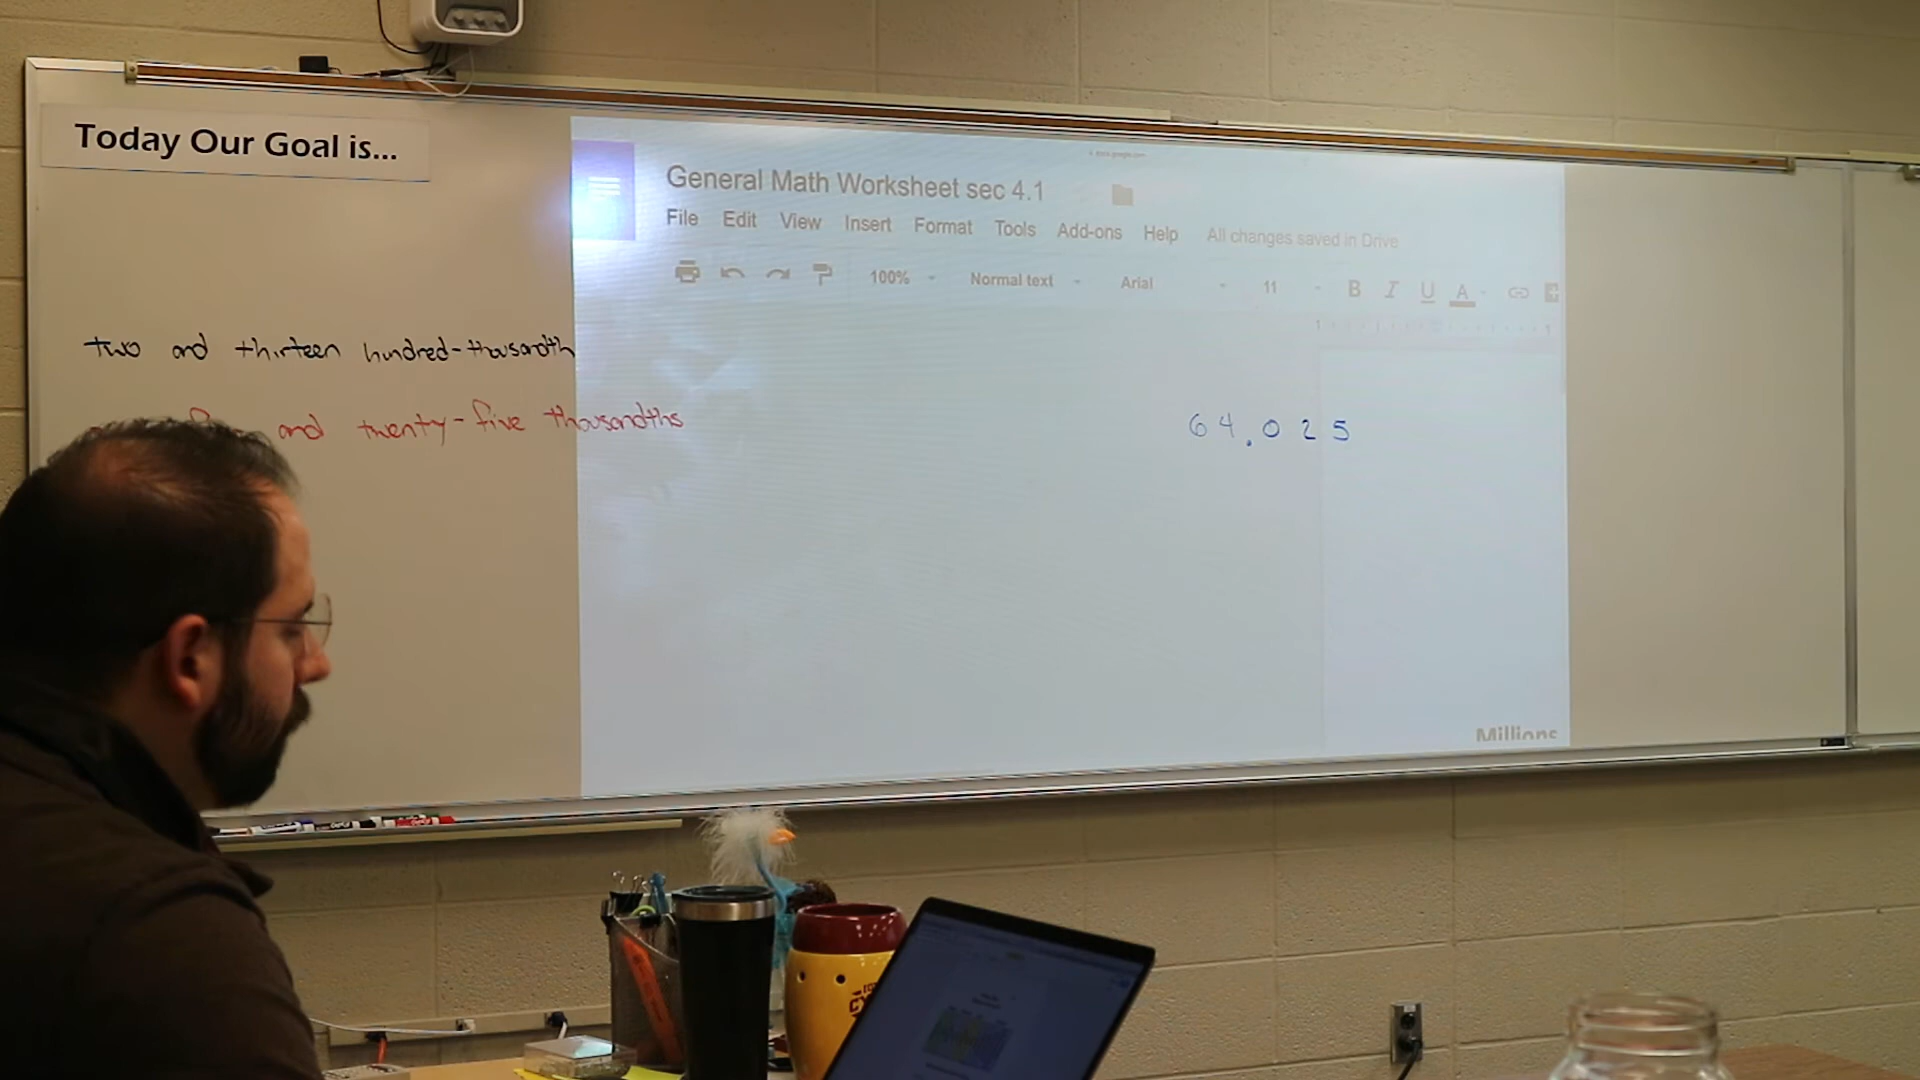 Today Our Goal is...
General Math Worksheet sec 4.1
File Edit View Insert Format Tools Add-ons Help All changes saved in Drive
100% Normal text Arial 11 B I U A
two and thirteen hundred-thousandth
and twenty-five thousandths
64.025
Millions